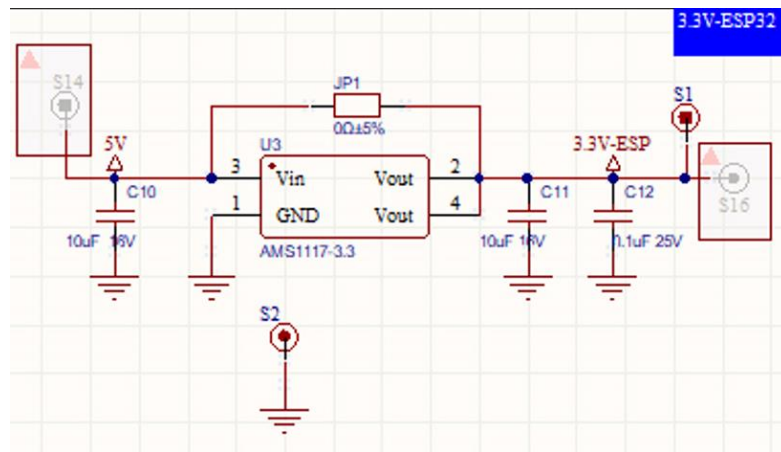 3.3V-ESP32
S14
JP1
0Ω±5%
S1
5V
U3
3.3V-ESP
3
Vin
Vout
2
C10
C11
C12
S16
1
GND
Vout
4
10uF 16V
AMS1117-3.3
10uF 16V
0.1uF 25V
S2